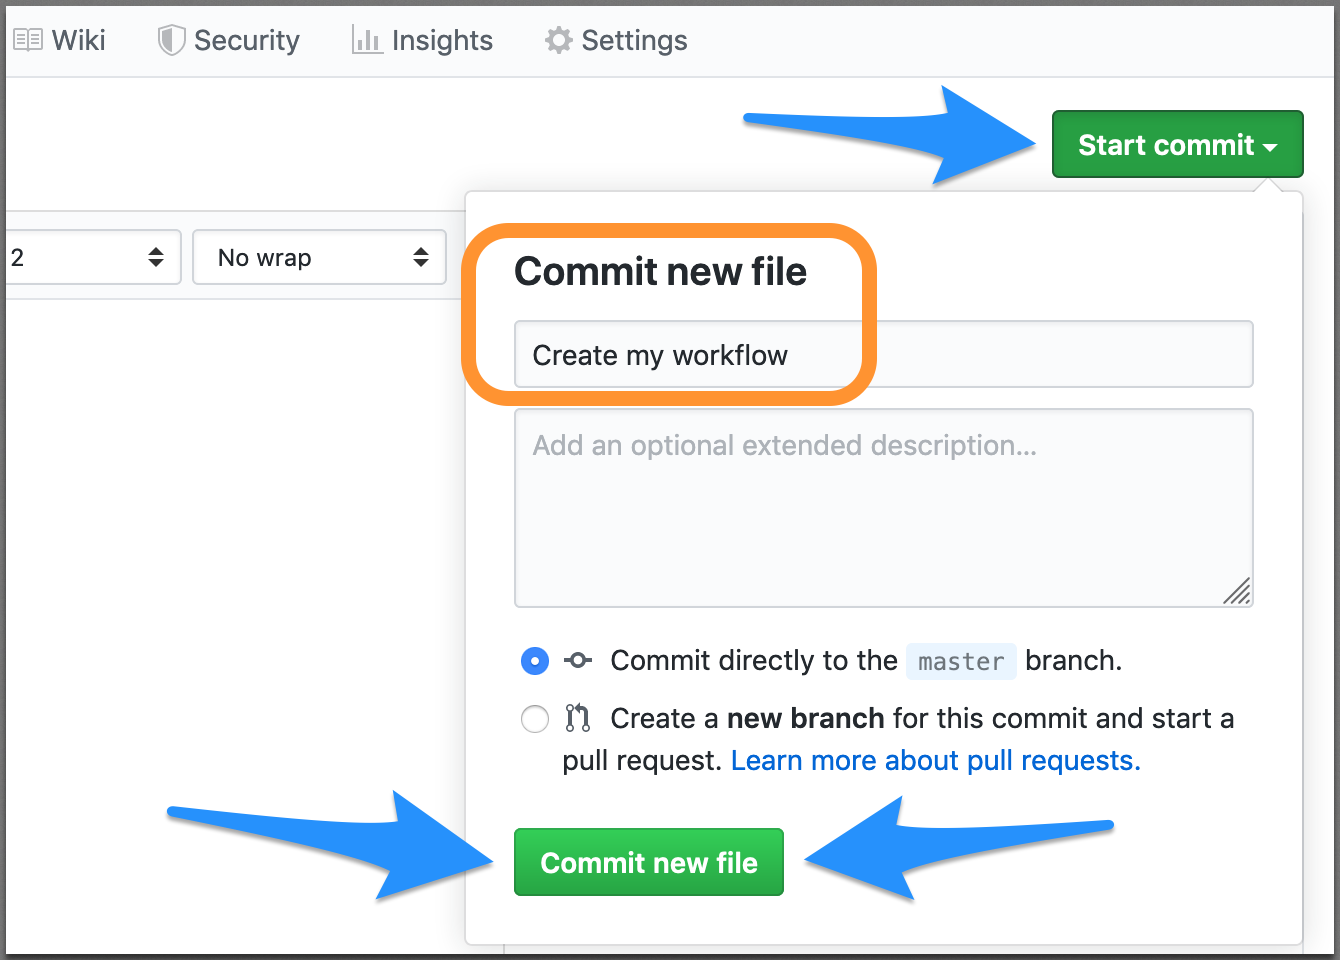 Wiki Security Insights Settings
Start commit
2 No wrap
Commit new file
Create my workflow
Add an optional extended description...
Commit directly to the master branch.
Create a new branch for this commit and start a
pull request. Learn more about pull requests.
Commit new file